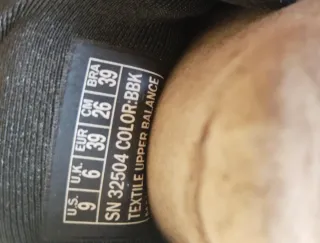 U.S. U.K. EUR CM BRA
9 6 39 26 39
SN 32504 COLOR:BBK
TEXTILE UPPER BALANCE